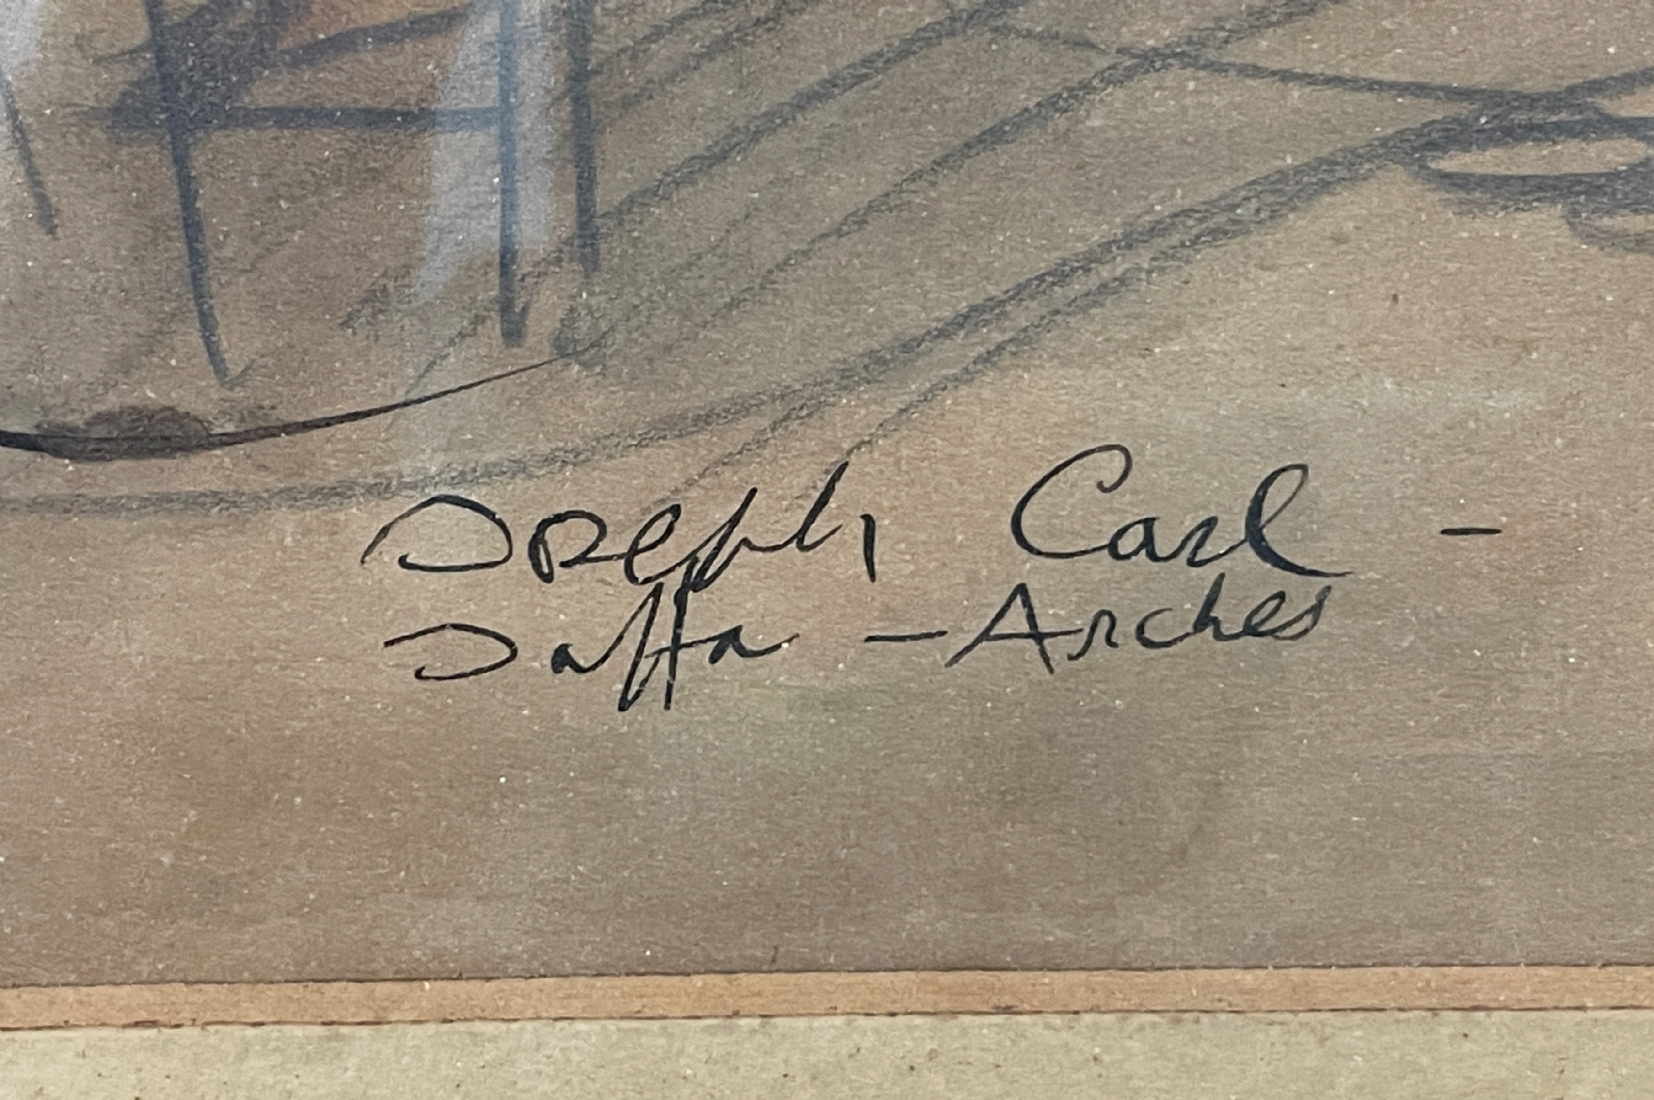 Joseph Carl -
Jaffa - Arches